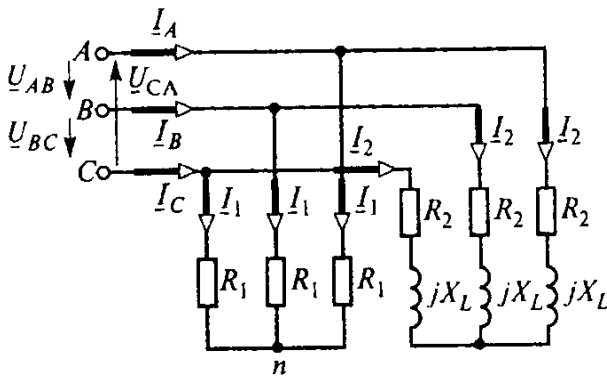 I_A
A
U_AB
U_CA
B
I_B
I_2
I_2
I_2
U_BC
C
I_C
I_1
I_1
I_1
R_2
R_2
R_2
R_1
R_1
R_1
jX_L
jX_L
jX_L
n